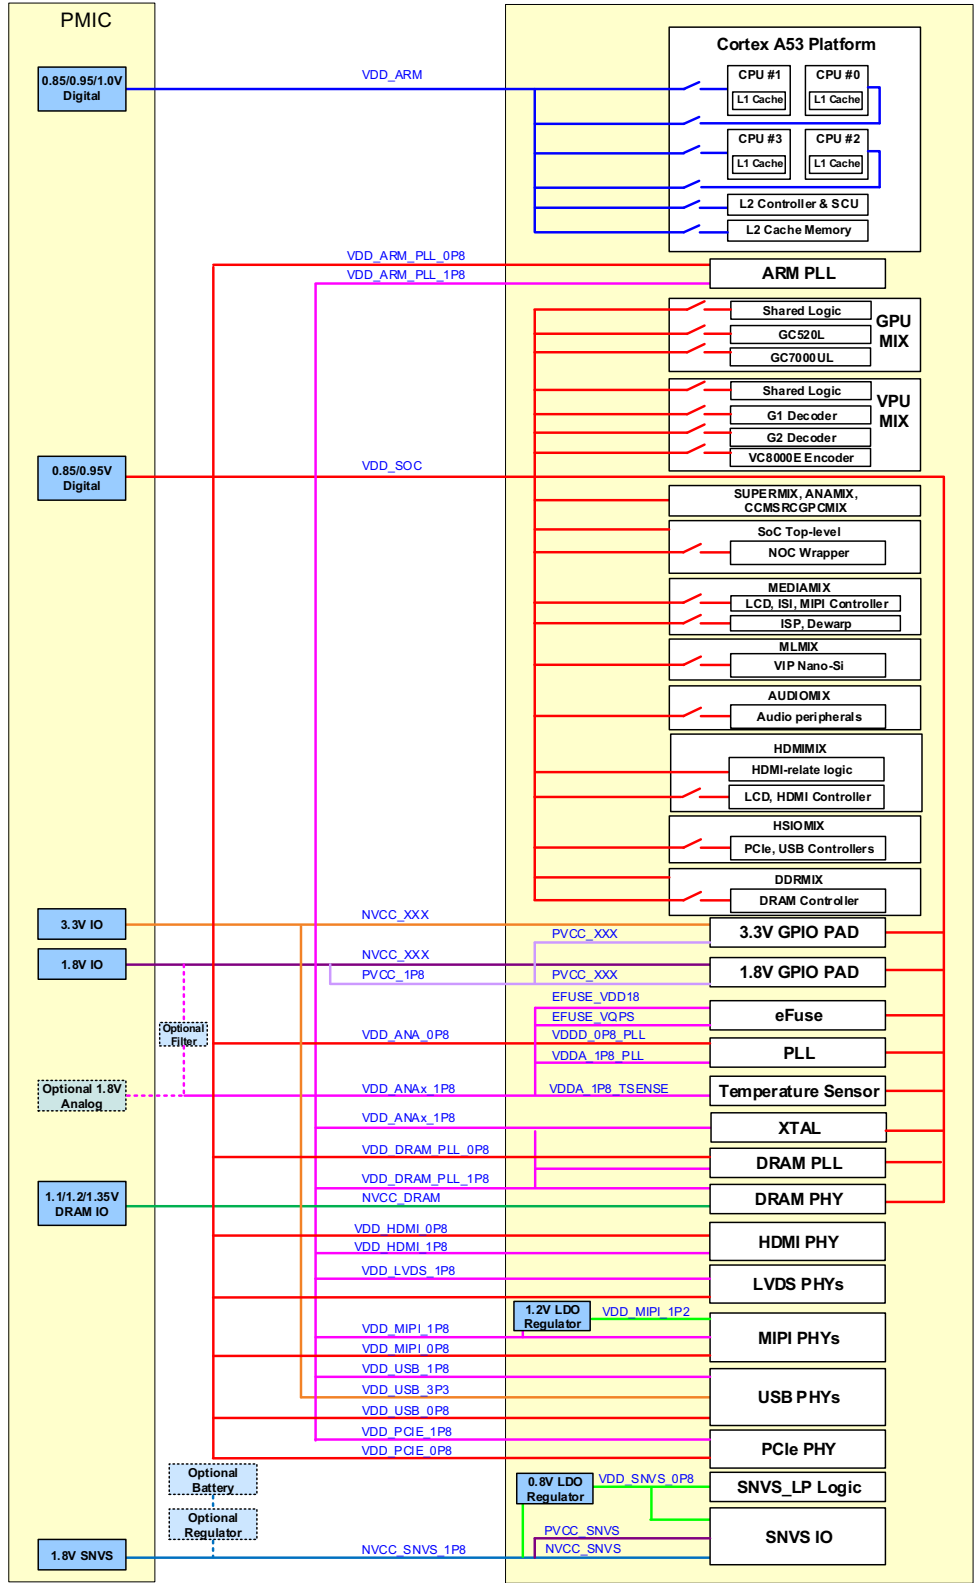 PMIC
Cortex A53 Platform
0.85/0.95/1.0V
Digital
VDD_ARM
CPU #1
L1 Cache
CPU #0
L1 Cache
CPU #3
L1 Cache
CPU #2
L1 Cache
L2 Controller & SCU
L2 Cache Memory
VDD_ARM_PLL_0P8
VDD_ARM_PLL_1P8
ARM PLL
Shared Logic
GC520L
GC7000UL
GPU
MIX
Shared Logic
G1 Decoder
G2 Decoder
VC8000E Encoder
VPU
MIX
0.85/0.95V
Digital
VDD_SOC
SUPERMIX, ANAMIX,
CCMSRCGPCMIX
SoC Top-level
NOC Wrapper
MEDIAMIX
LCD, ISI, MIPI Controller
ISP, Dewarp
MLMIX
VIP Nano-Si
AUDIOMIX
Audio peripherals
HDMIMIX
HDMI-relate logic
LCD, HDMI Controller
HSIOMIX
PCIe, USB Controllers
DDRMIX
DRAM Controller
3.3V IO
NVCC_XXX
PVCC_XXX
3.3V GPIO PAD
1.8V IO
NVCC_XXX
PVCC_1P8
PVCC_XXX
1.8V GPIO PAD
Optional
Filter
EFUSE_VDD18
EFUSE_VQPS
eFuse
VDD_ANA_0P8
VDDD_0P8_PLL
VDDA_1P8_PLL
PLL
Optional 1.8V
Analog
VDD_ANAx_1P8
VDDA_1P8_TSENSE
Temperature Sensor
VDD_ANAx_1P8
XTAL
VDD_DRAM_PLL_0P8
DRAM PLL
VDD_DRAM_PLL_1P8
1.1/1.2/1.35V
DRAM IO
NVCC_DRAM
DRAM PHY
VDD_HDMI_0P8
VDD_HDMI_1P8
HDMI PHY
VDD_LVDS_1P8
LVDS PHYs
1.2V LDO
Regulator
VDD_MIPI_1P2
VDD_MIPI_1P8
VDD_MIPI_0P8
MIPI PHYs
VDD_USB_1P8
VDD_USB_3P3
VDD_USB_0P8
USB PHYs
VDD_PCIE_1P8
VDD_PCIE_0P8
PCIe PHY
Optional
Battery
Optional
Regulator
0.8V LDO
Regulator
VDD_SNVS_0P8
SNVS_LP Logic
PVCC_SNVS
SNVS IO
1.8V SNVS
NVCC_SNVS_1P8
NVCC_SNVS